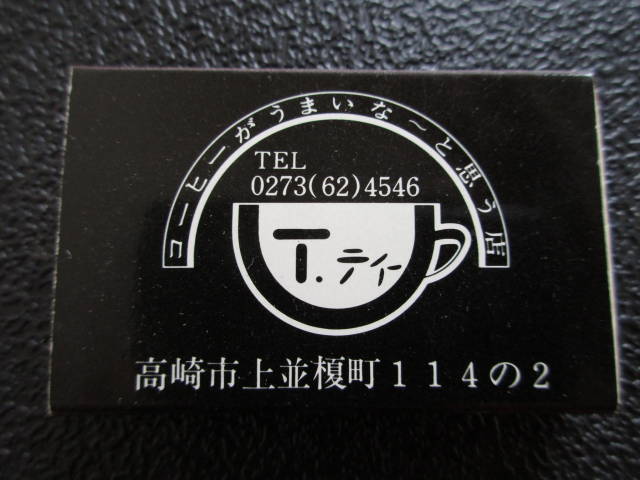 コーヒーがうまいな～と思う店
TEL
0273(62)4546
T.ティー
高崎市上並榎町114の2